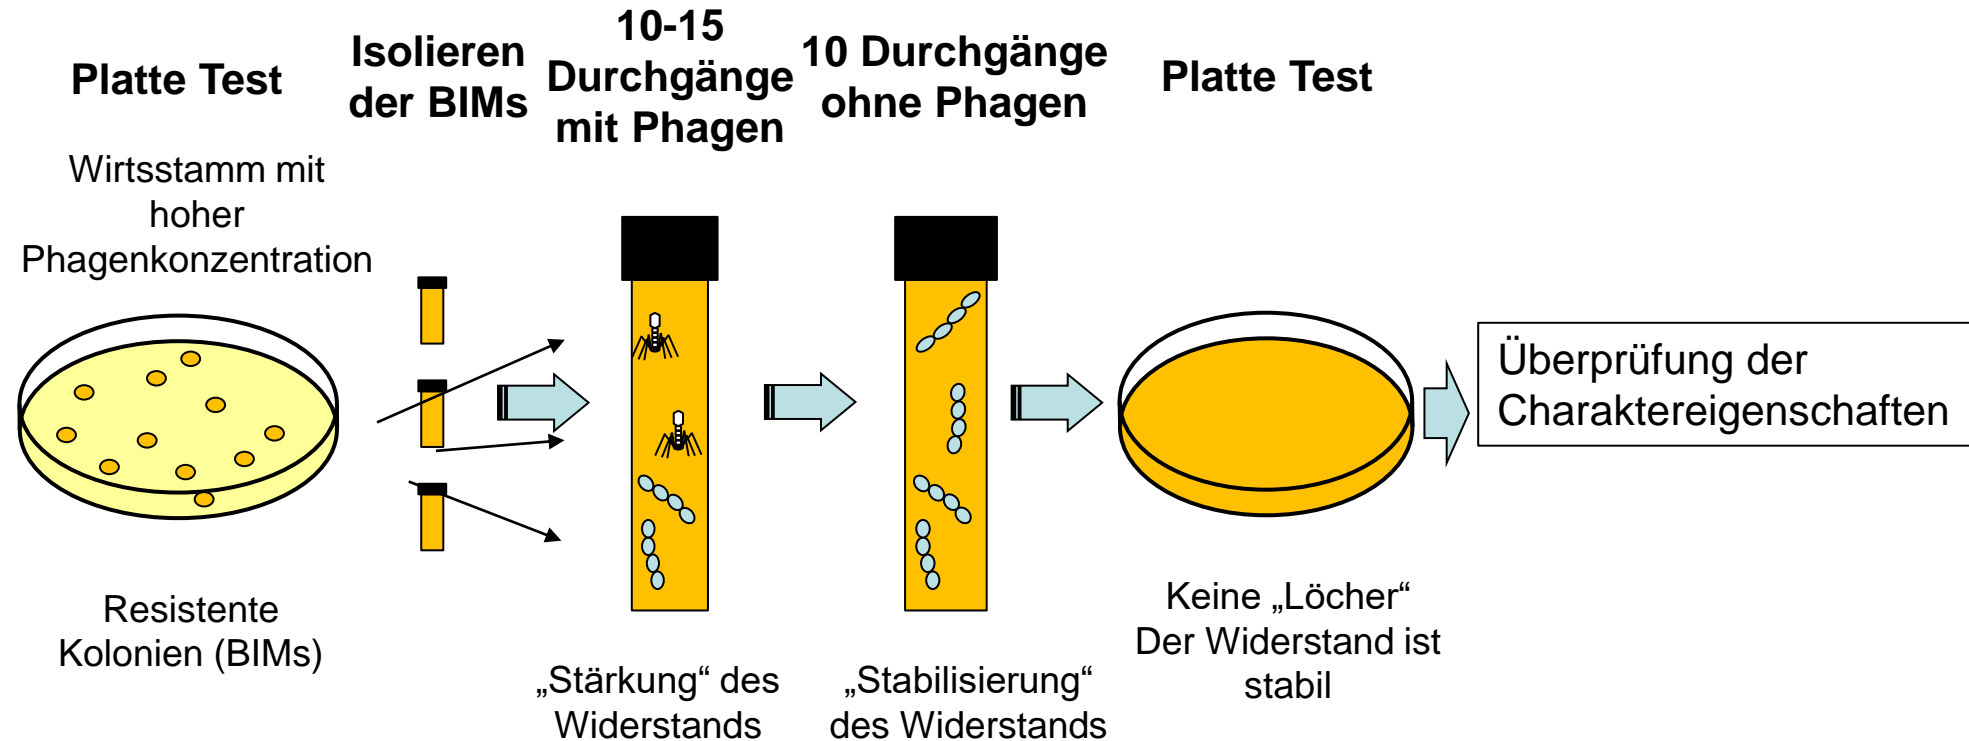 Platte Test
Isolieren
der BIMs
10-15
Durchgänge
mit Phagen
10 Durchgänge
ohne Phagen
Platte Test
Wirtsstamm mit
hoher
Phagenkonzentration
Überprüfung der
Charaktereigenschaften
Resistente
Kolonien (BIMs)
„Stärkung“ des
Widerstands
„Stabilisierung“
des Widerstands
Keine „Löcher“
Der Widerstand ist
stabil